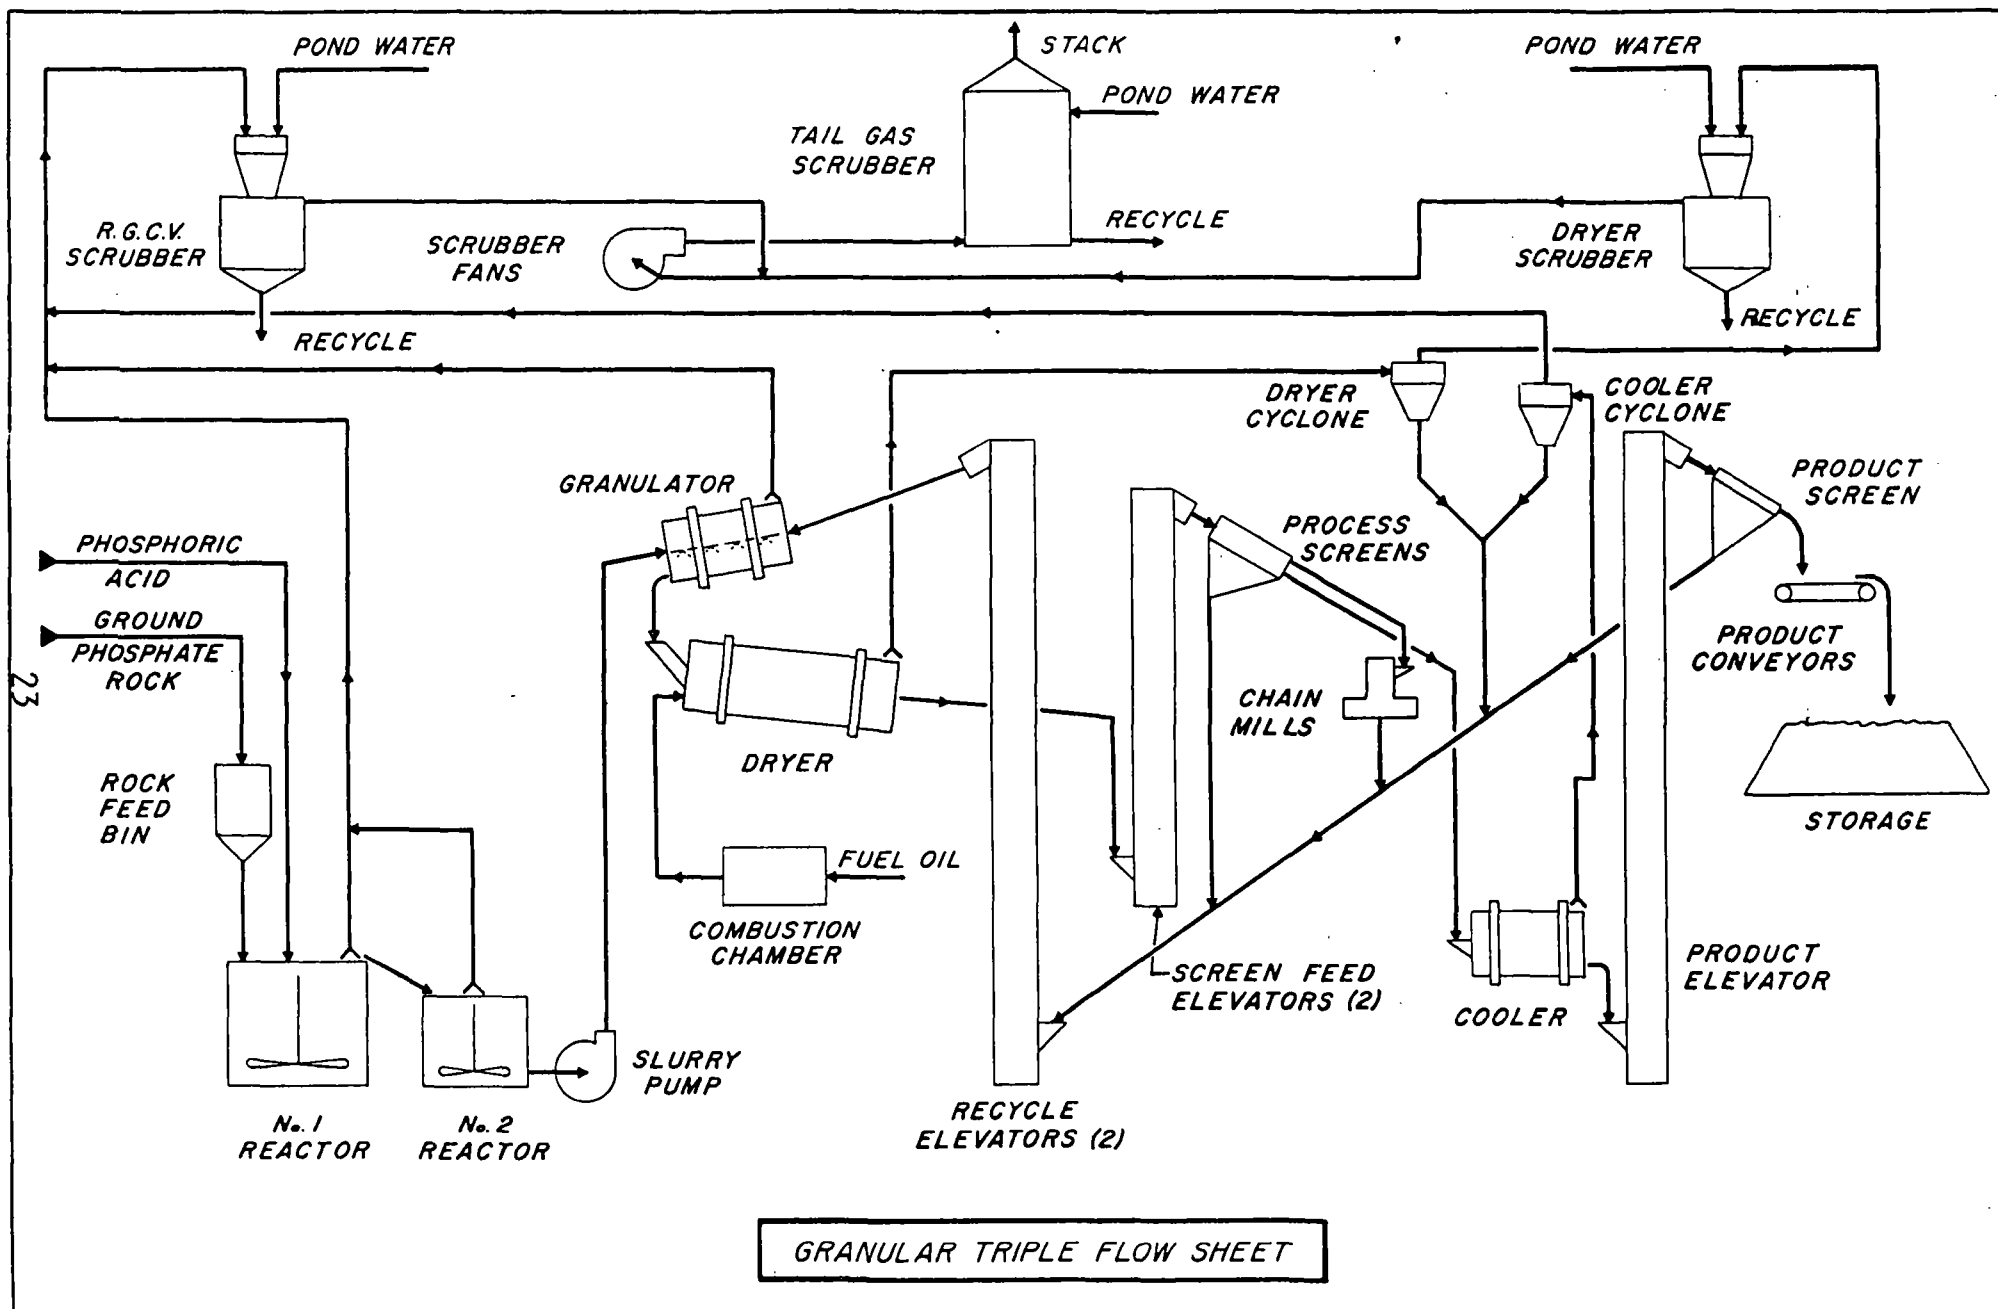 POND WATER
STACK
POND WATER
POND WATER
TAIL GAS
SCRUBBER
R.G.C.V.
SCRUBBER
SCRUBBER
FANS
RECYCLE
DRYER
SCRUBBER
RECYCLE
RECYCLE
DRYER
CYCLONE
COOLER
CYCLONE
GRANULATOR
PROCESS
SCREENS
PRODUCT
SCREEN
PHOSPHORIC
ACID
GROUND
PHOSPHATE
ROCK
23
PRODUCT
CONVEYORS
CHAIN
MILLS
DRYER
ROCK
FEED
BIN
STORAGE
FUEL OIL
COMBUSTION
CHAMBER
SCREEN FEED
ELEVATORS (2)
PRODUCT
ELEVATOR
COOLER
SLURRY
PUMP
No. 1
REACTOR
No. 2
REACTOR
RECYCLE
ELEVATORS (2)
GRANULAR TRIPLE FLOW SHEET